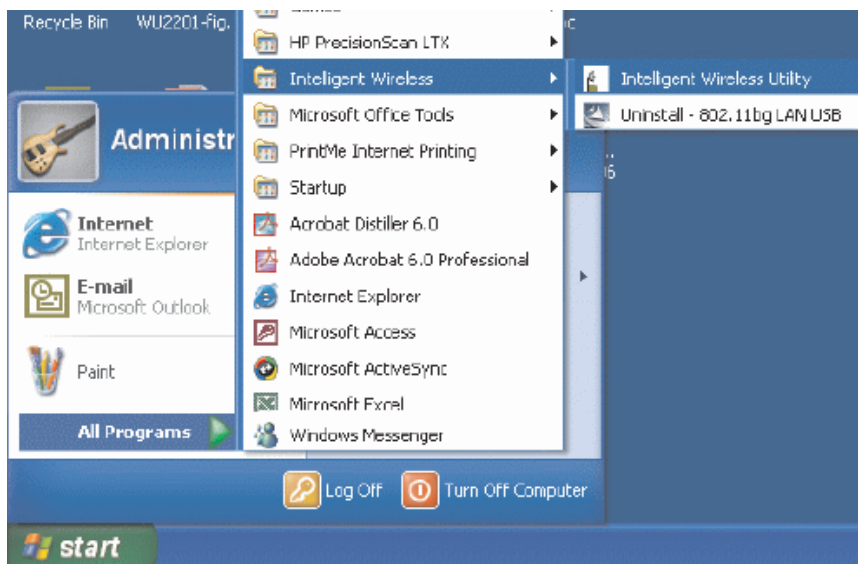 Recycle Bin WU2201-fig.
HP PrecisionScan LTX
Intelligent Wireless
Intelligent Wireless Utility
Microsoft Office Tools
Uninstall - 802.11bg LAN USB
Administr
PrintMe Internet Printing
Startup
Internet
Internet Explorer
Acrobat Distiller 6.0
Adobe Acrobat 6.0 Professional
E-mail
Microsoft Outlook
Internet Explorer
Microsoft Access
Paint
Microsoft ActiveSync
Microsoft Excel
All Programs
Windows Messenger
Log Off
Turn Off Computer
start